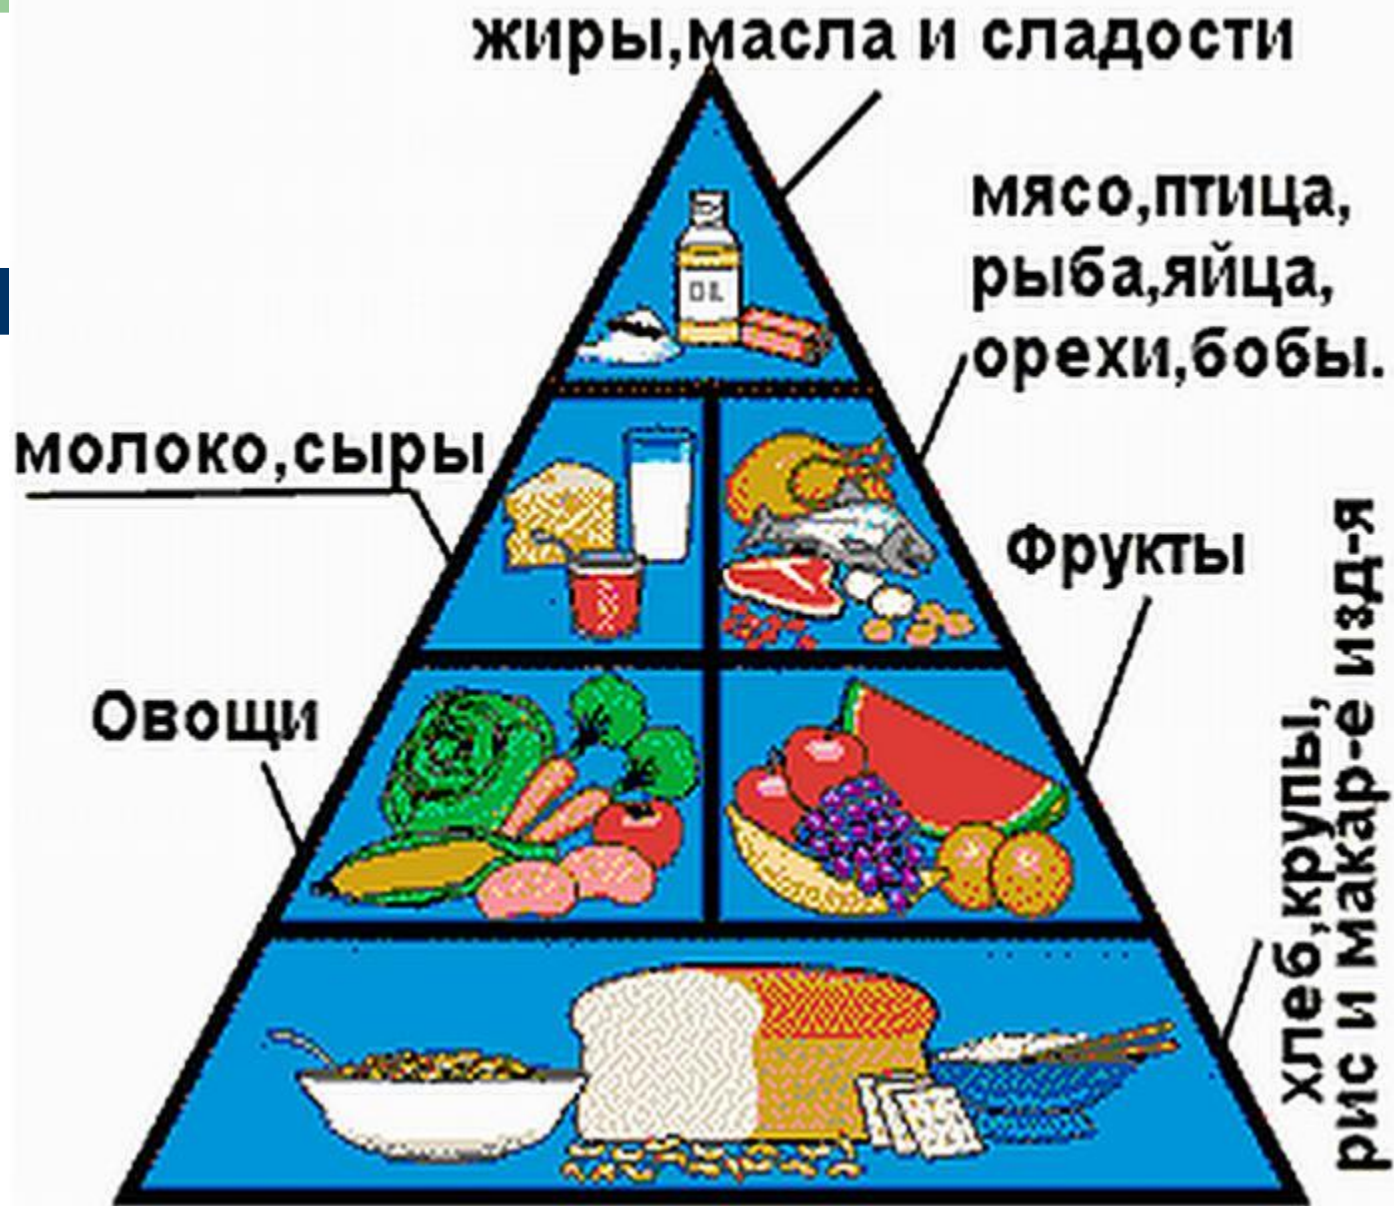 жиры,масла и сладости
мясо,птица,
рыба,яйца,
орехи,бобы.
OIL
молоко,сыры
Фрукты
Овощи
хлеб,крупы,
рис и макар-е изд-я